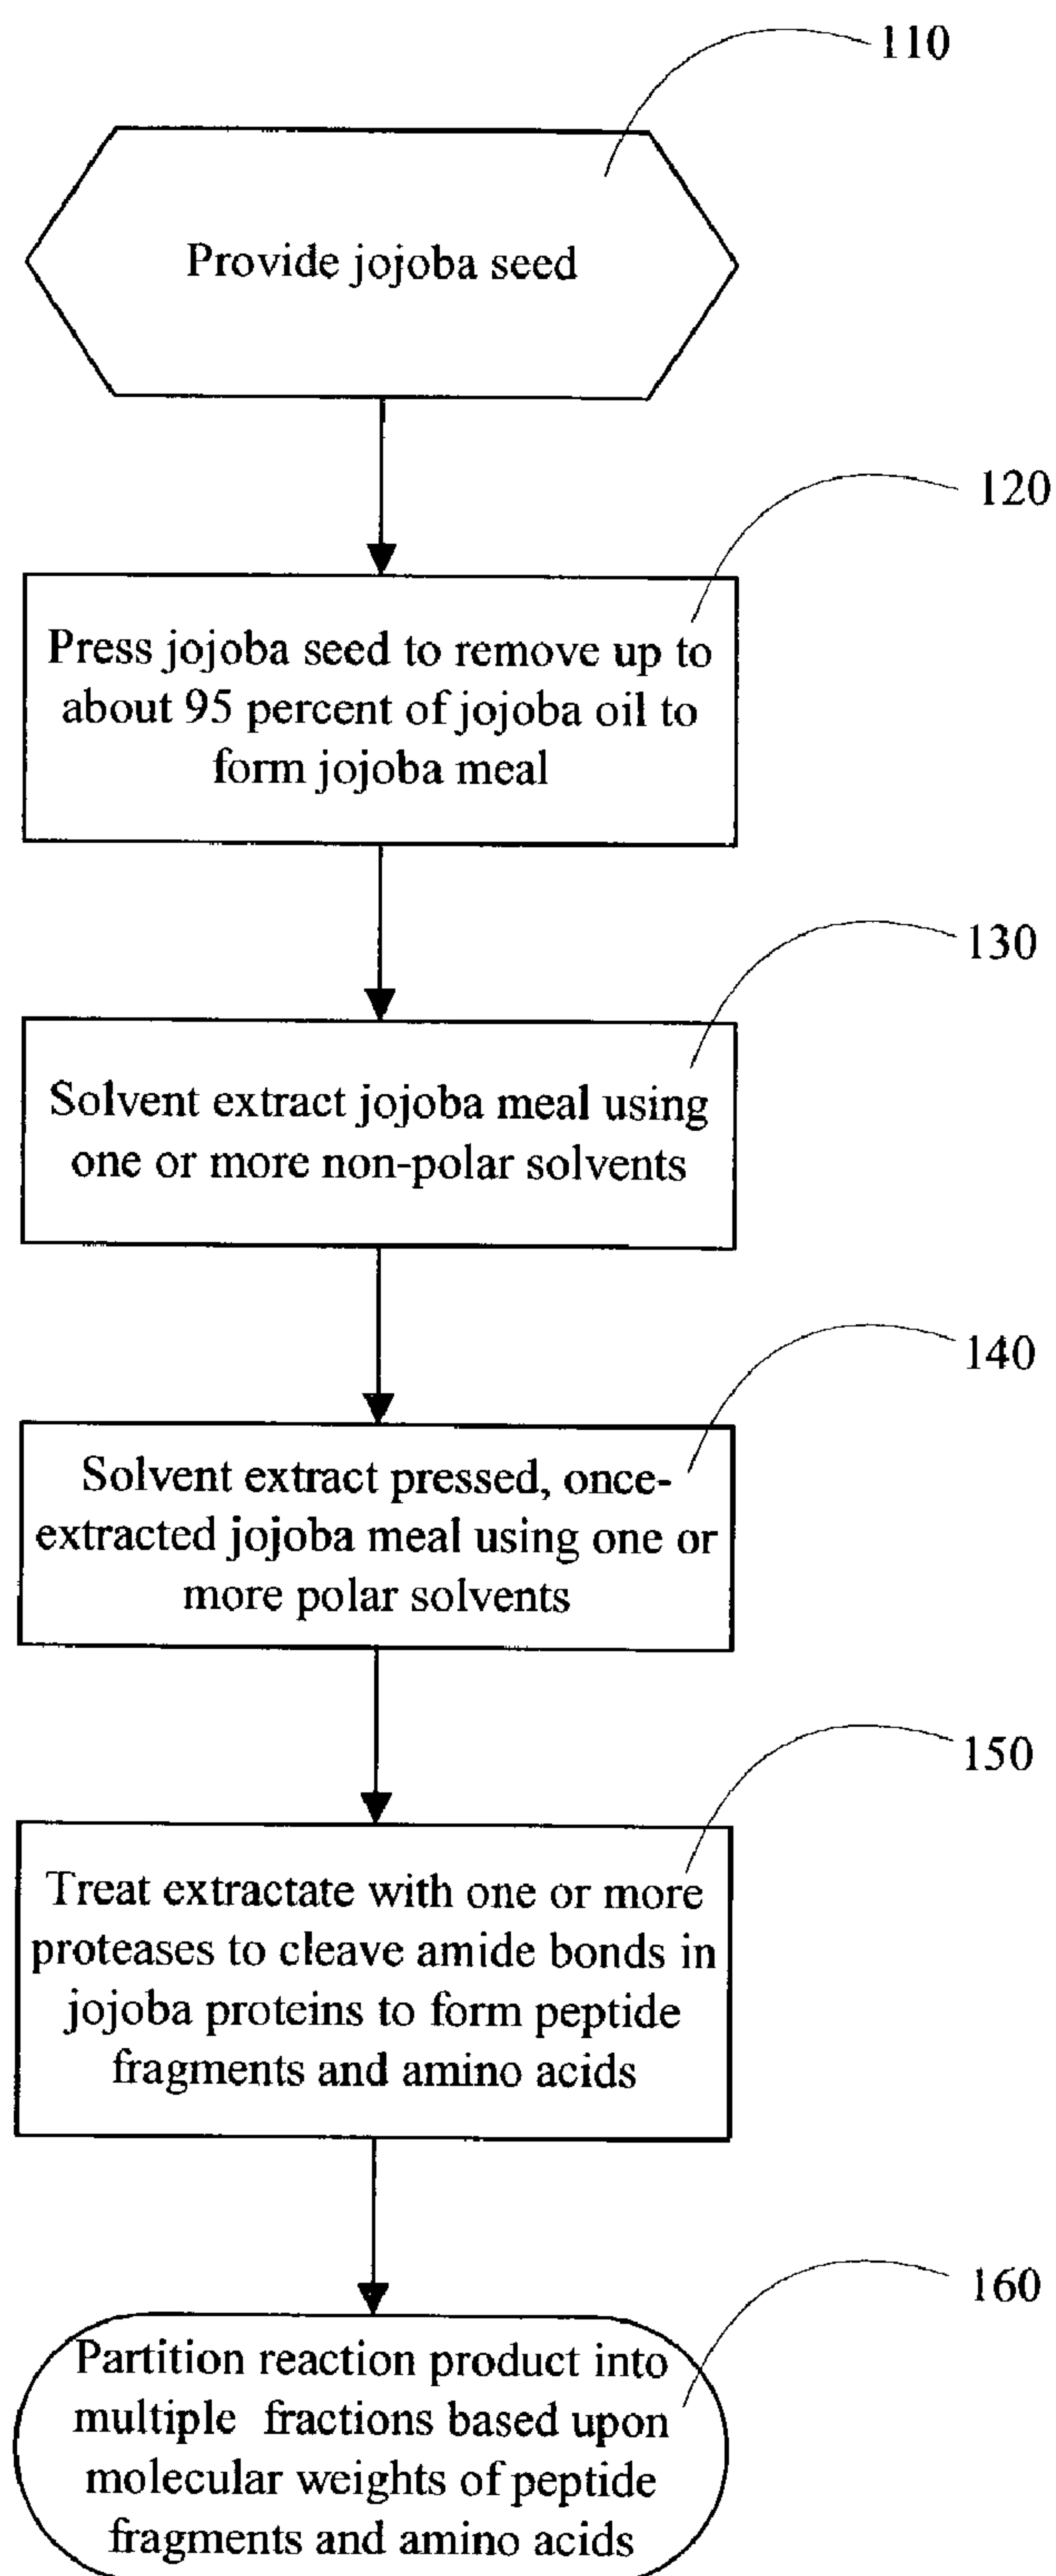 110
Provide jojoba seed
120
Press jojoba seed to remove up to
about 95 percent of jojoba oil to
form jojoba meal
130
Solvent extract jojoba meal using
one or more non-polar solvents
140
Solvent extract pressed, once-
extracted jojoba meal using one or
more polar solvents
150
Treat extractate with one or more
proteases to cleave amide bonds in
jojoba proteins to form peptide
fragments and amino acids
160
Partition reaction product into
multiple fractions based upon
molecular weights of peptide
fragments and amino acids